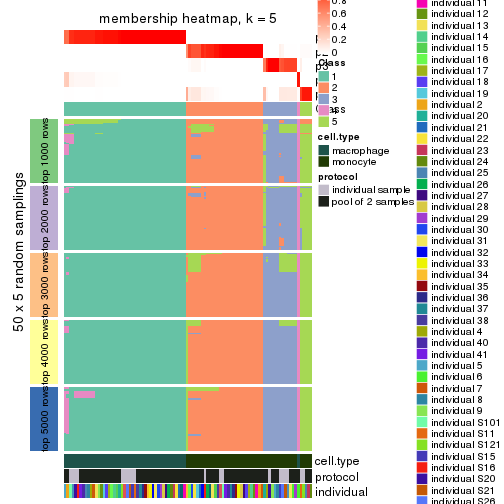 membership heatmap, k = 5
0.8
0.6
0.4
0.2
0
Class
1
2
3
5
cell.type
macrophage
monocyte
protocol
individual sample
pool of 2 samples
50 x 5 random samplings
top 1000 rows
top 2000 rows
top 3000 rows
top 4000 rows
top 5000 rows
cell.type
protocol
individual
individual 11
individual 12
individual 13
individual 14
individual 15
individual 16
individual 17
individual 18
individual 19
individual 2
individual 20
individual 21
individual 22
individual 23
individual 24
individual 25
individual 26
individual 27
individual 28
individual 29
individual 30
individual 31
individual 32
individual 33
individual 34
individual 35
individual 36
individual 37
individual 38
individual 4
individual 40
individual 41
individual 5
individual 6
individual 7
individual 8
individual 9
individual S101
individual S11
individual S121
individual S15
individual S16
individual S20
individual S21
individual S26